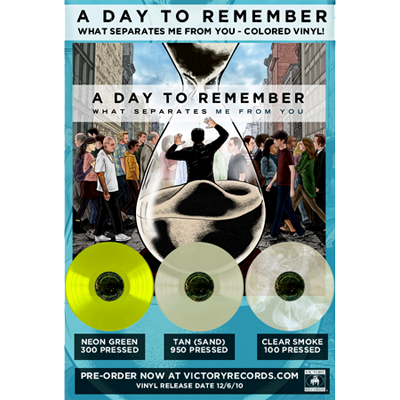 A DAY TO REMEMBER
WHAT SEPARATES ME FROM YOU - COLORED VINYL!
A DAY TO REMEMBER
WHAT SEPARATES ME FROM YOU
NEON GREEN
300 PRESSED
TAN (SAND)
950 PRESSED
CLEAR SMOKE
100 PRESSED
PRE-ORDER NOW AT VICTORYRECORDS.COM
VINYL RELEASE DATE 12/6/10
VICTORY
RECORDS